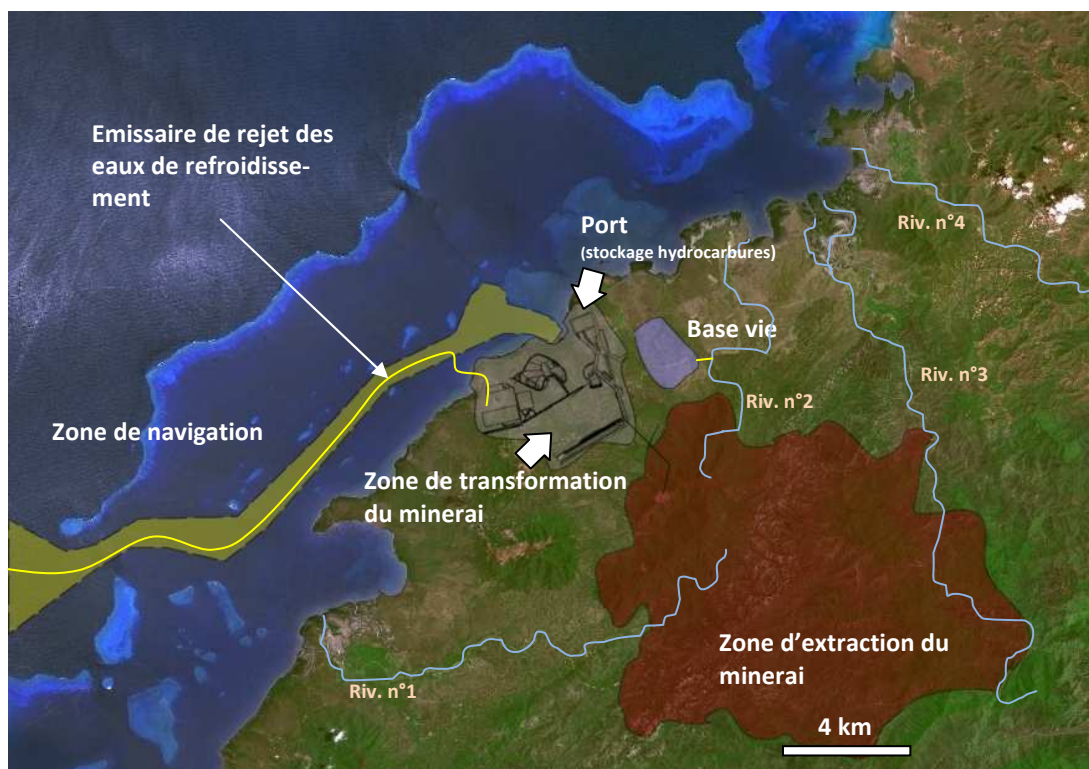 Emissaire de rejet des
eaux de refroidisse-
ment
Port
(stockage hydrocarbures)
Riv. n°4
Base vie
Riv. n°3
Riv. n°2
Zone de navigation
Zone de transformation
du minerai
Zone d'extraction du
minerai
Riv. n°1
4 km